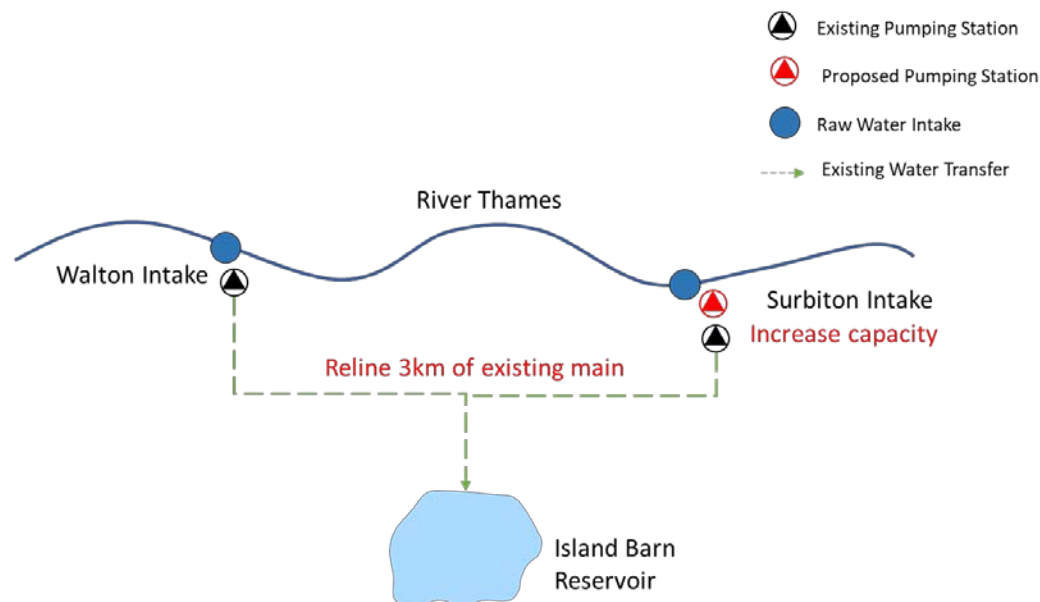 Existing Pumping Station
Proposed Pumping Station
Raw Water Intake
Existing Water Transfer
River Thames
Walton Intake
Surbiton Intake
Increase capacity
Reline 3km of existing main
Island Barn
Reservoir